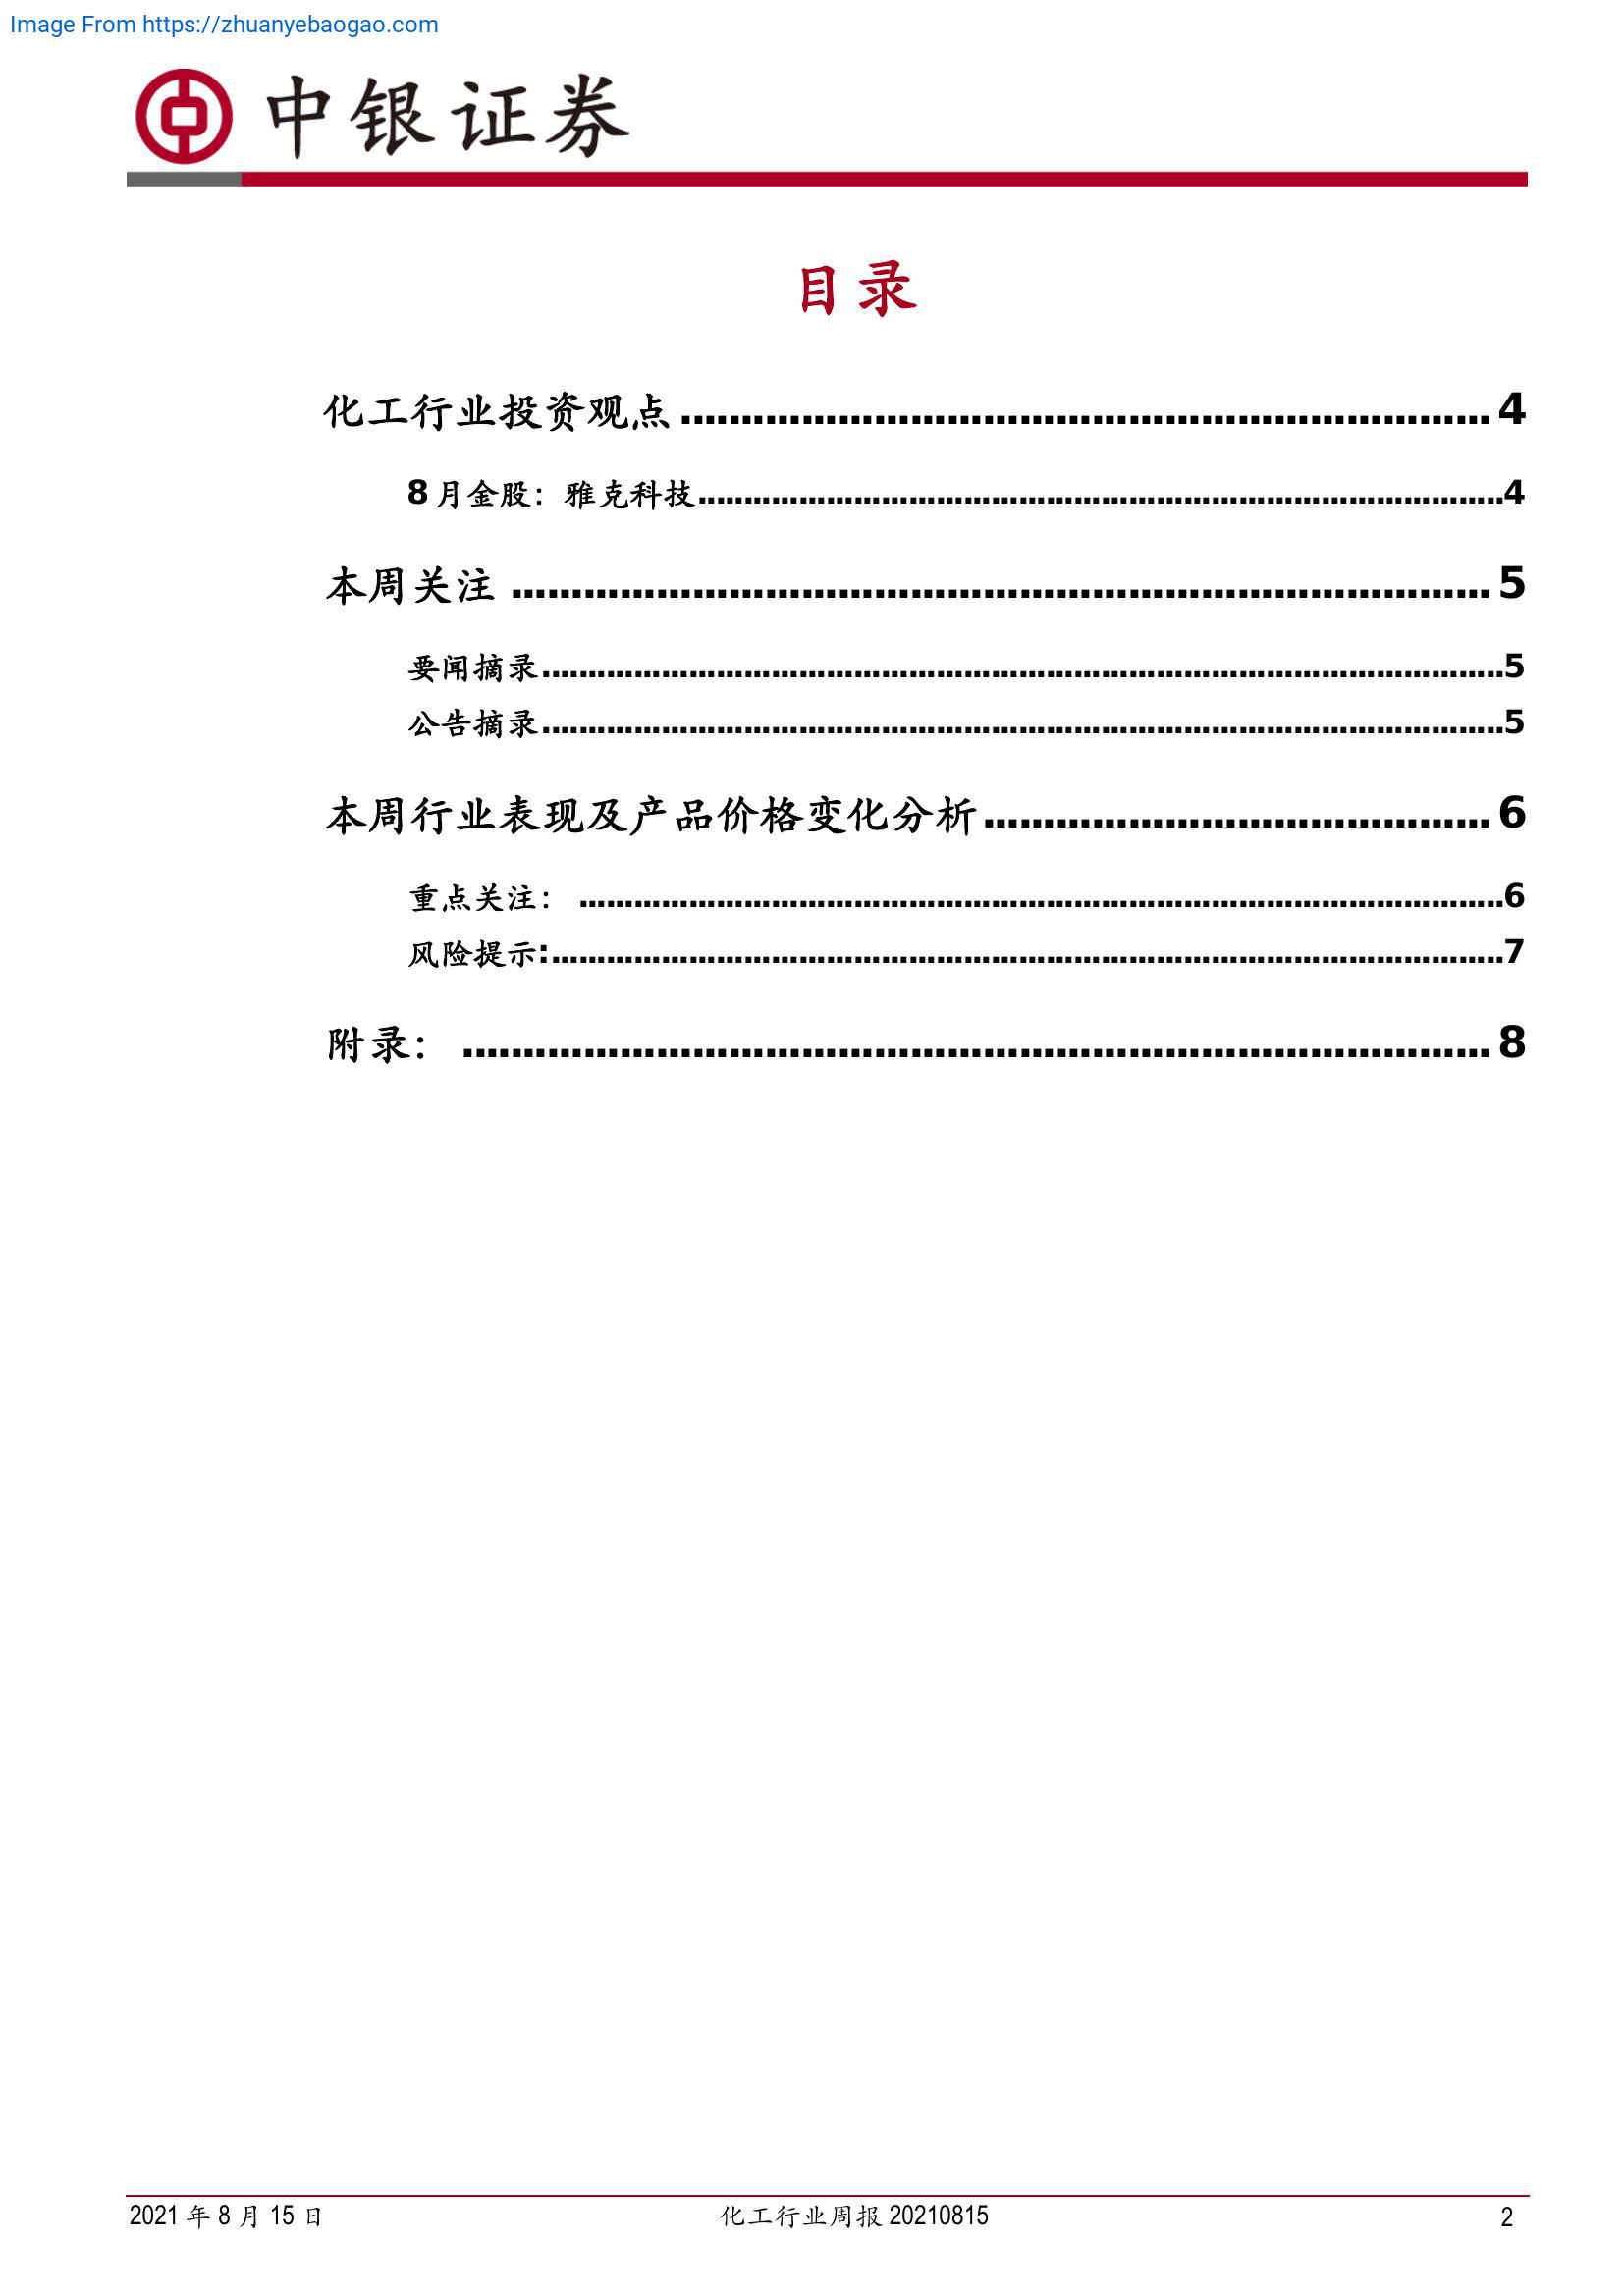 Image From https://zhuanyebaogao.com
中银证券
目录
化工行业投资观点................................................................... 4
8 月金股：雅克科技........................................................................................4
本周关注 ................................................................................. 5
要闻摘录.........................................................................................................5
公告摘录.........................................................................................................5
本周行业表现及产品价格变化分析.......................................... 6
重点关注： .....................................................................................................6
风险提示:........................................................................................................7
附录： ..................................................................................... 8
2021 年 8 月 15 日
化工行业周报 20210815
2